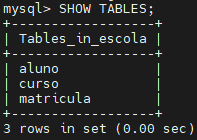 mysql> SHOW TABLES;
+------------------+
| Tables_in_escola |
+------------------+
| aluno            |
| curso            |
| matricula        |
+------------------+
3 rows in set (0.00 sec)